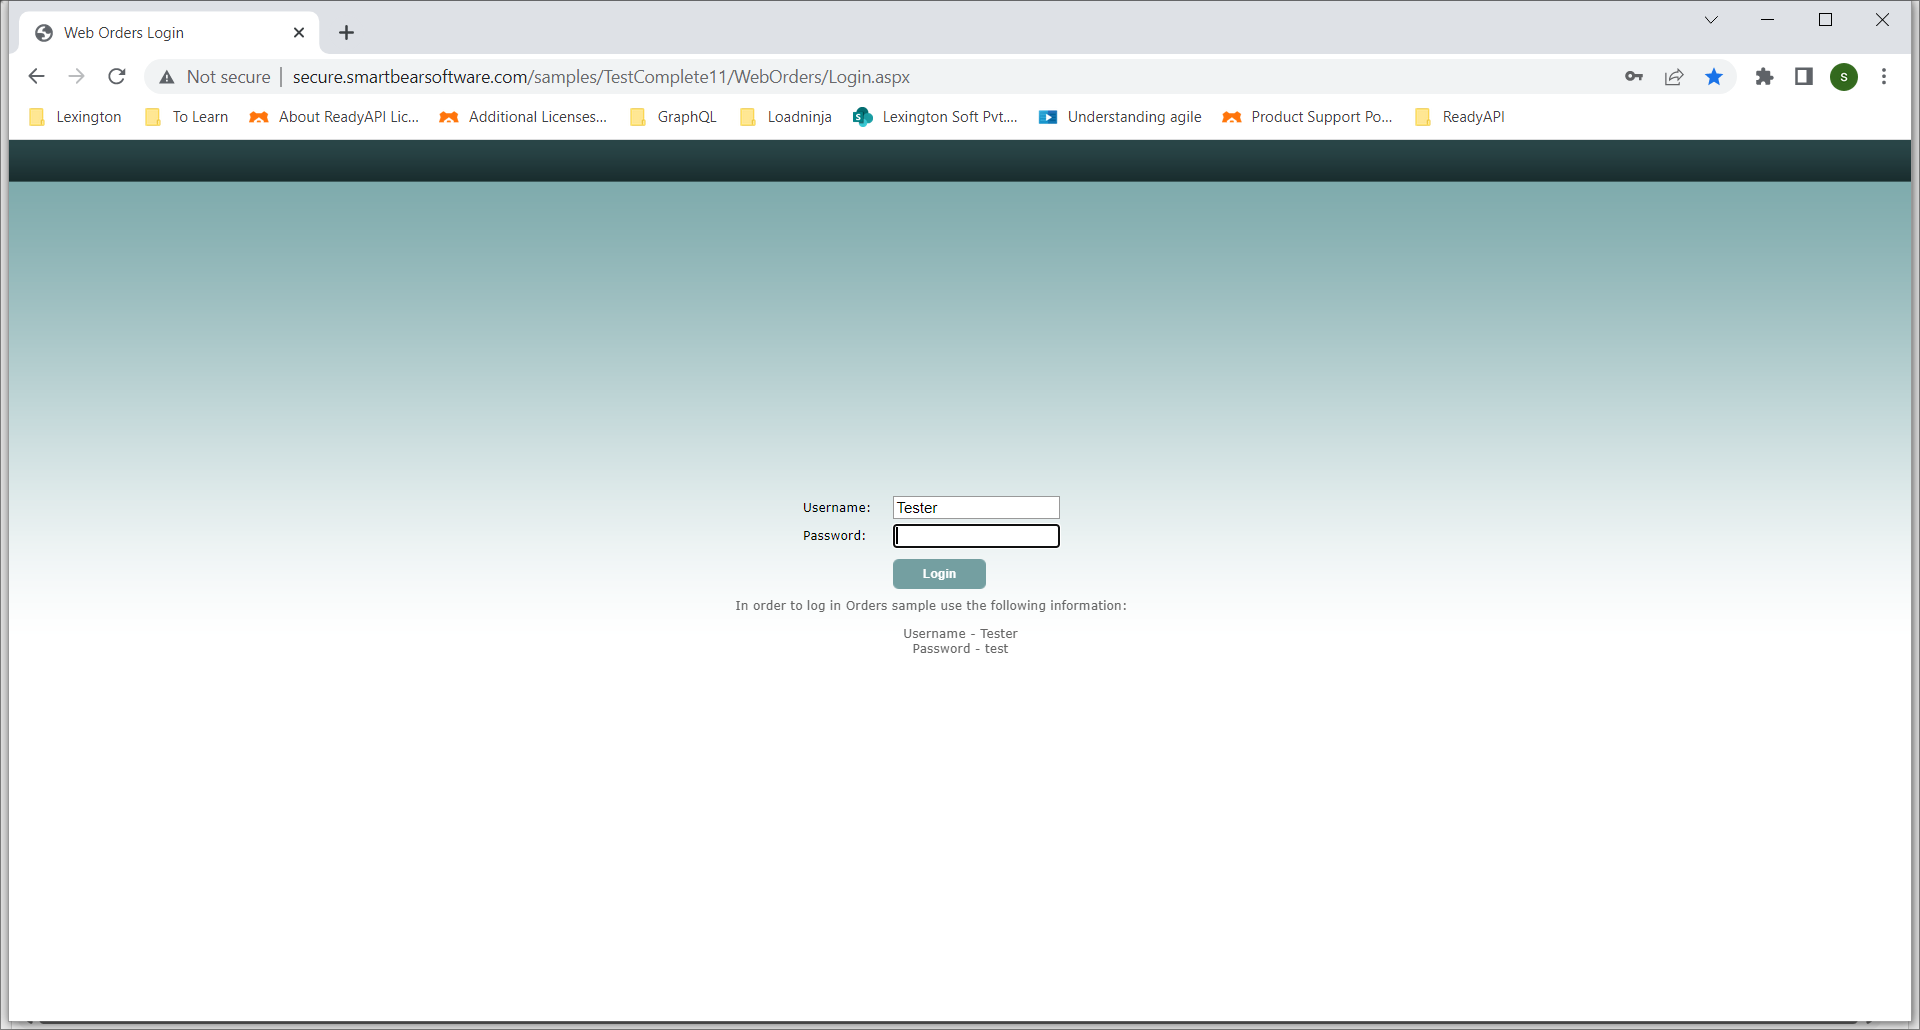 Web Orders Login
Not secure | secure.smartbearsoftware.com/samples/TestComplete11/WebOrders/Login.aspx
S
Lexington To Learn About ReadyAPI Lic... Additional Licenses... GraphQL Loadninja Lexington Soft Pvt.... Understanding agile Product Support Po... ReadyAPI
Username: Tester
Password:
Login
In order to log in Orders sample use the following information:
Username - Tester
Password - test